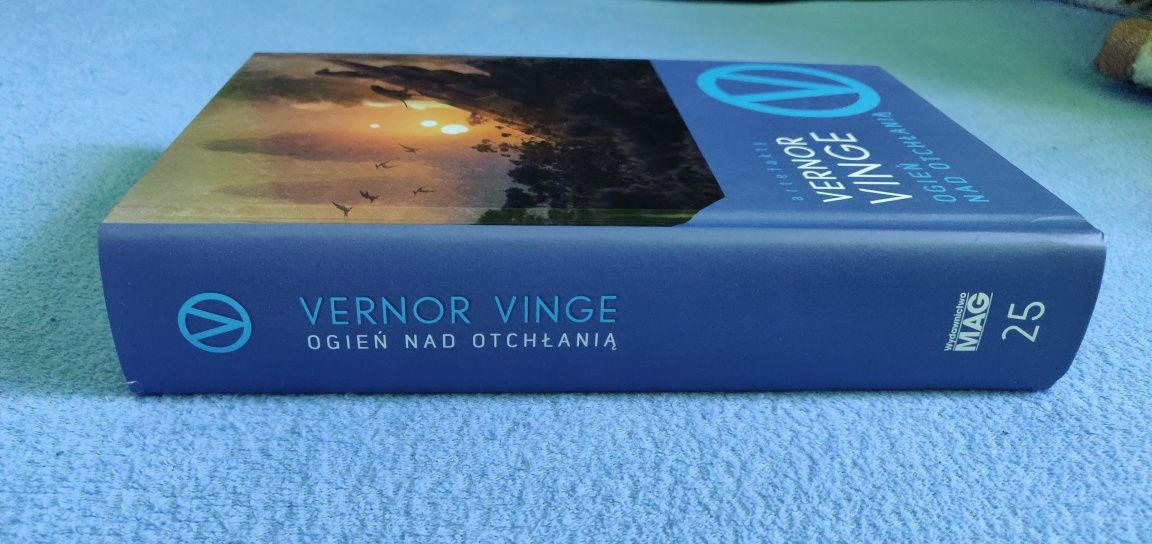 artefakty
VERNOR
VINGE
OGIEŃ
NAD OTCHŁANIĄ
V
VERNOR VINGE
OGIEŃ NAD OTCHŁANIĄ
Wydawnictwo
MAG
25